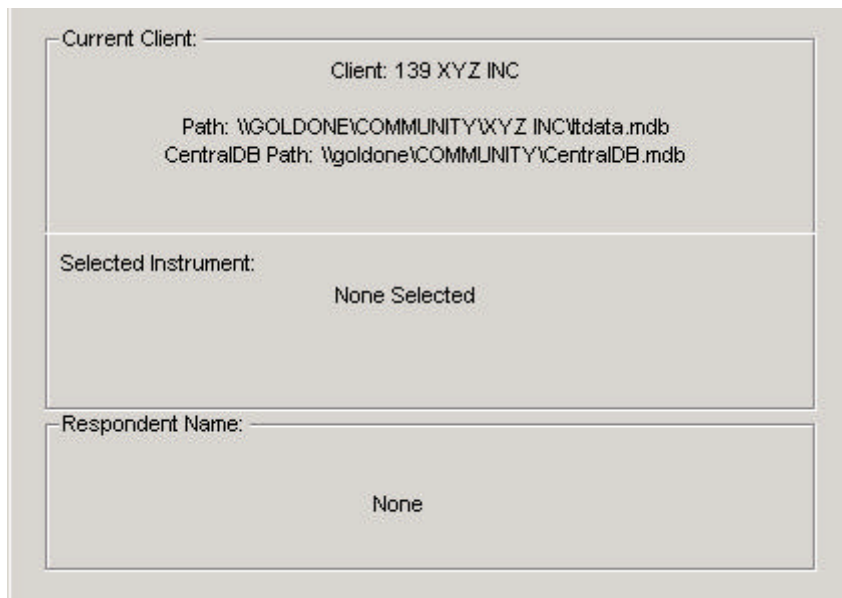 Current Client:
Client: 139 XYZ INC
Path: \\GOLDONE\COMMUNITY\XYZ INC\ltdata.mdb
CentralDB Path: \\goldone\COMMUNITY\CentralDB.mdb
Selected Instrument:
None Selected
Respondent Name:
None